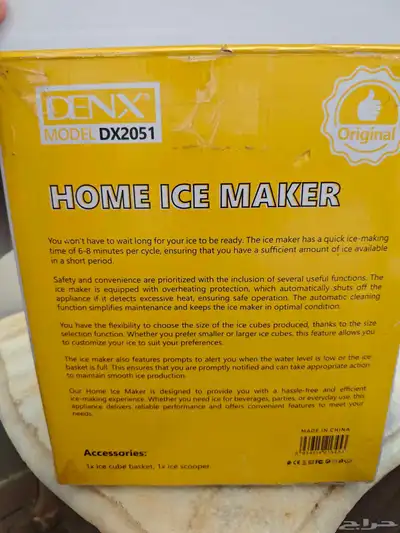 DENX
MODEL DX2051
Original
HOME ICE MAKER
You won't have to wait long for your ice to be ready. The ice maker has a quick ice-making
time of 6-8 minutes per cycle, ensuring that you have a sufficient amount of ice available
in a short period.
Safety and convenience are prioritized with the inclusion of several useful functions. The
ice maker is equipped with overheating protection, which automatically shuts off the
appliance if it detects excessive heat, ensuring safe operation. The automatic cleaning
function simplifies maintenance and keeps the ice maker in optimal condition.
You have the flexibility to choose the size of the ice cubes produced, thanks to the size
selection function. Whether you prefer smaller or larger ice cubes, this feature allows you
to customize your ice to suit your preferences.
The ice maker also features prompts to alert you when the water level is low or the ice
basket is full. This ensures that you are promptly notified and can take appropriate action
to maintain smooth ice production.
Our Home Ice Maker is designed to provide you with a hassle-free and efficient
ice-making experience. Whether you need ice for beverages, parties, or everyday use, this
appliance delivers reliable performance and offers convenient features to meet your
needs.
MADE IN CHINA
Accessories:
1x ice cube basket, 1x ice scooper
حراج